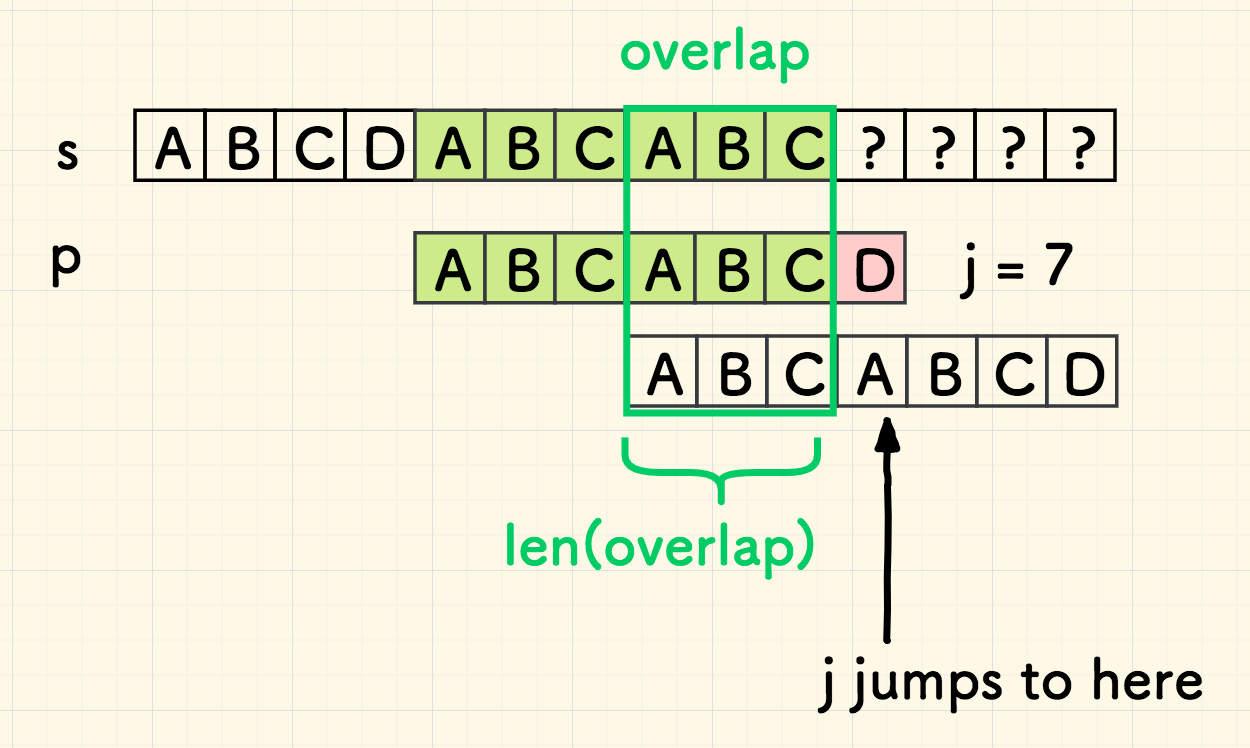 overlap
s A B C D A B C A B C ? ? ? ?
p A B C A B C D j = 7
A B C A B C D
len(overlap)
j jumps to here